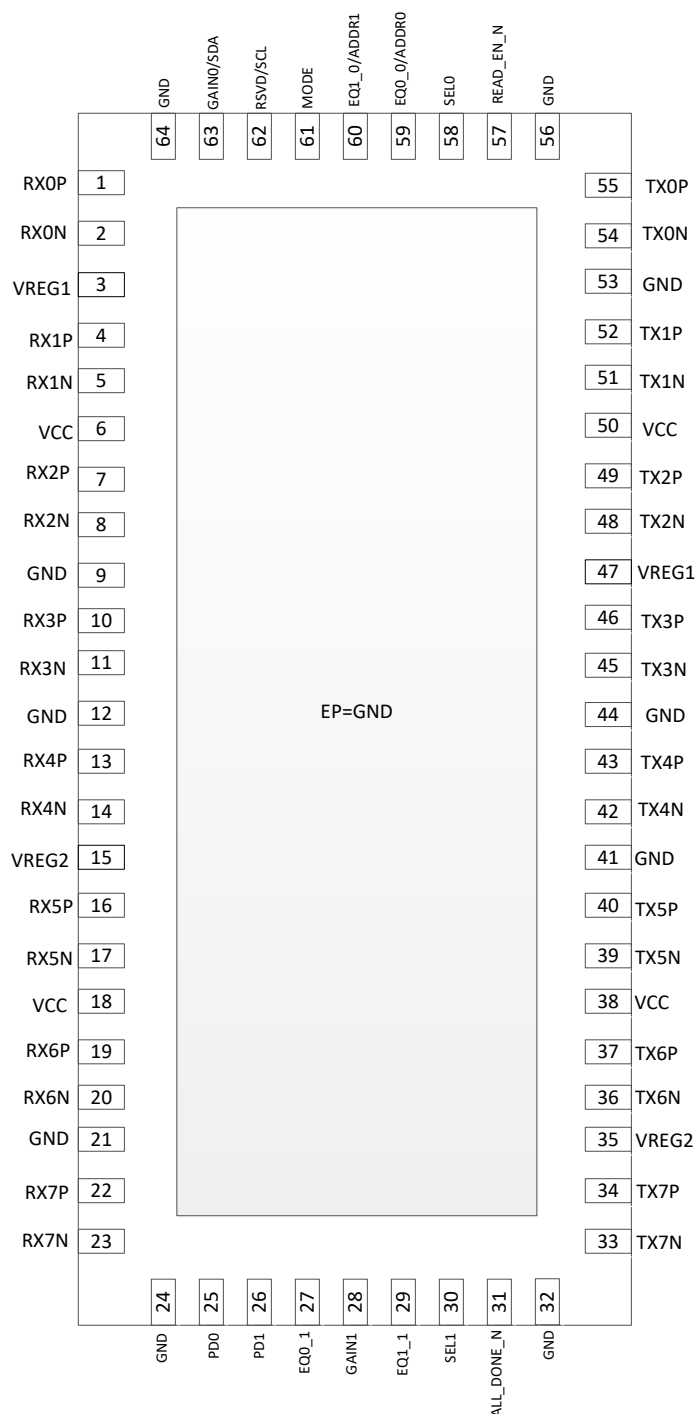 GND
GAIN0/SDA
RSVD/SCL
MODE
EQ1_0/ADDR1
EQ0_0/ADDR0
SEL0
READ_EN_N
GND
64
63
62
61
60
59
58
57
56
RX0P 1
RX0N 2
VREG1 3
RX1P 4
RX1N 5
VCC 6
RX2P 7
RX2N 8
GND 9
RX3P 10
RX3N 11
GND 12
RX4P 13
RX4N 14
VREG2 15
RX5P 16
RX5N 17
VCC 18
RX6P 19
RX6N 20
GND 21
RX7P 22
RX7N 23
EP=GND
55 TX0P
54 TX0N
53 GND
52 TX1P
51 TX1N
50 VCC
49 TX2P
48 TX2N
47 VREG1
46 TX3P
45 TX3N
44 GND
43 TX4P
42 TX4N
41 GND
40 TX5P
39 TX5N
38 VCC
37 TX6P
36 TX6N
35 VREG2
34 TX7P
33 TX7N
24
25
26
27
28
29
30
31
32
GND
PD0
PD1
EQ0_1
GAIN1
EQ1_1
SEL1
ALL_DONE_N
GND